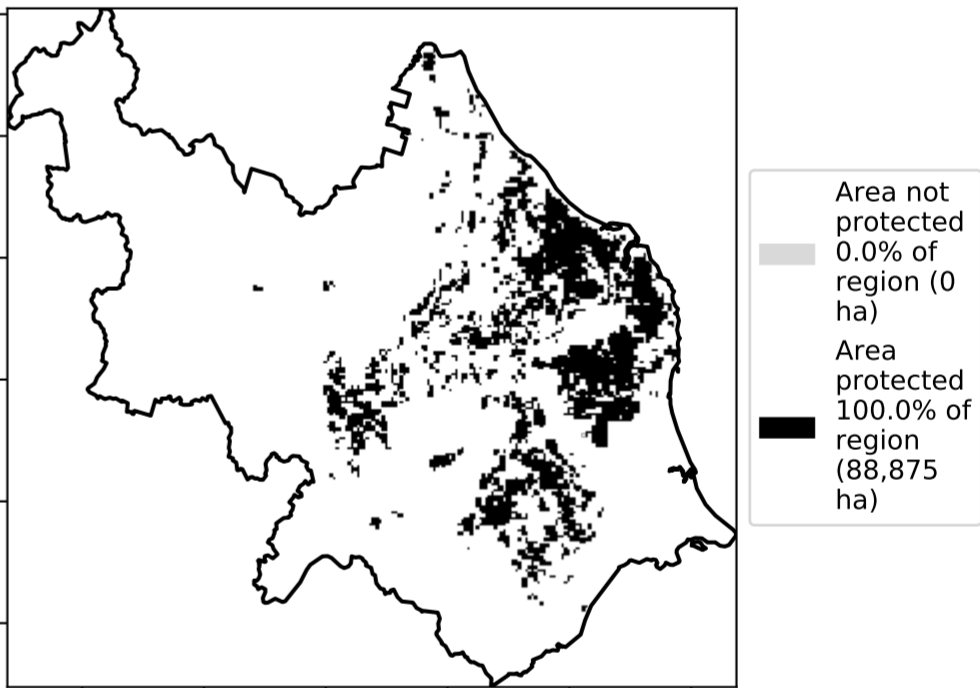 Area not
protected
0.0% of
region (0
ha)
Area
protected
100.0% of
region
(88,875
ha)